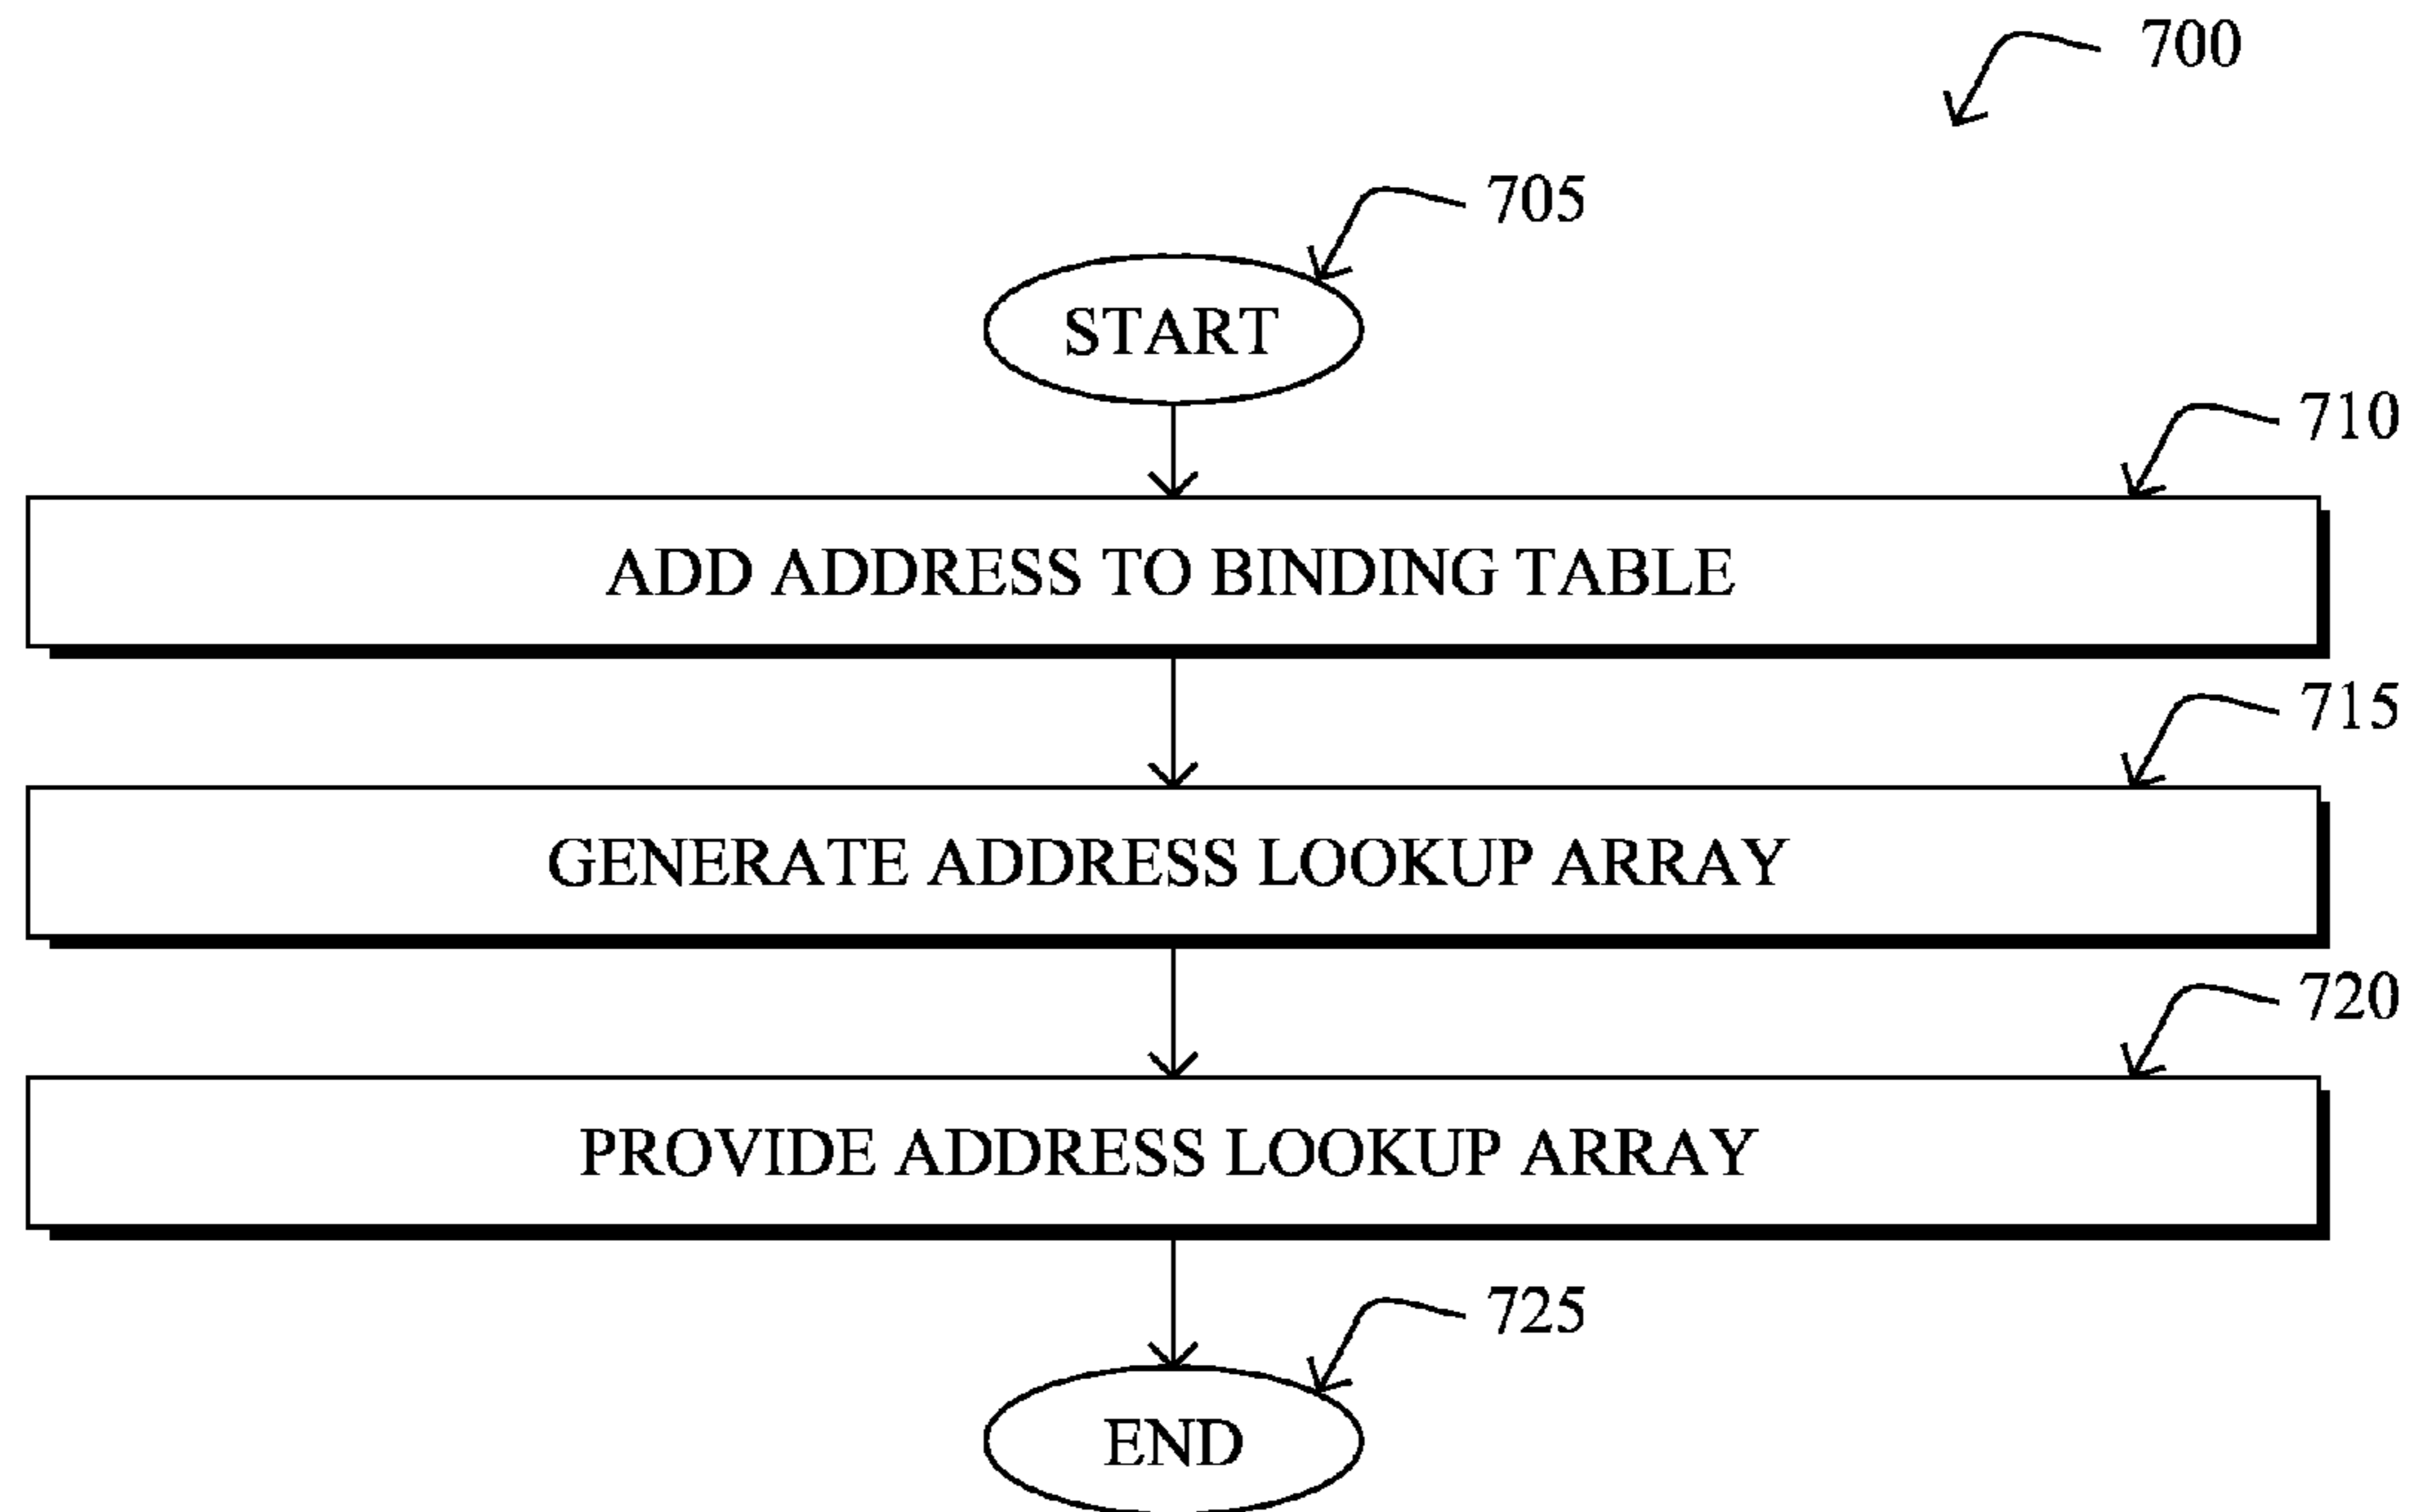 700
705
START
710
ADD ADDRESS TO BINDING TABLE
715
GENERATE ADDRESS LOOKUP ARRAY
720
PROVIDE ADDRESS LOOKUP ARRAY
725
END